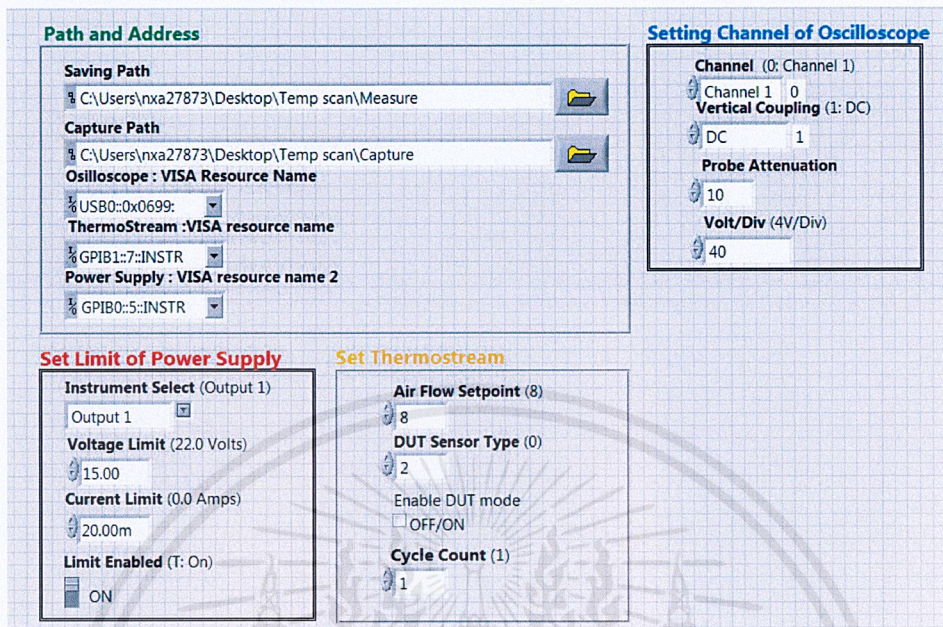 Path and Address
Saving Path
C:\Users\nxa27873\Desktop\Temp scan\Measure
Capture Path
C:\Users\nxa27873\Desktop\Temp scan\Capture
Osilloscope : VISA Resource Name
USB0::0x0699:
ThermoStream :VISA resource name
GPIB1::7::INSTR
Power Supply : VISA resource name 2
GPIB0::5::INSTR
Setting Channel of Oscilloscope
Channel (0: Channel 1)
Channel 1 0
Vertical Coupling (1: DC)
DC 1
Probe Attenuation
10
Volt/Div (4V/Div)
40
Set Limit of Power Supply
Instrument Select (Output 1)
Output 1
Voltage Limit (22.0 Volts)
15.00
Current Limit (0.0 Amps)
20.00m
Limit Enabled (T: On)
ON
Set Thermostream
Air Flow Setpoint (8)
8
DUT Sensor Type (0)
2
Enable DUT mode
OFF/ON
Cycle Count (1)
1